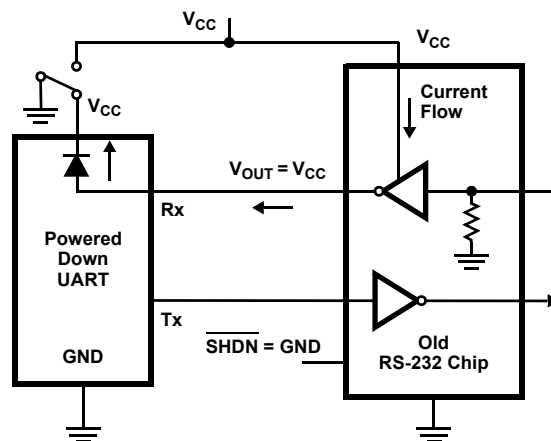 VCC
VCC
VCC
Current
Flow
VOUT = VCC
Rx
Powered
Down
UART
Tx
SHDN = GND
GND
Old
RS-232 Chip